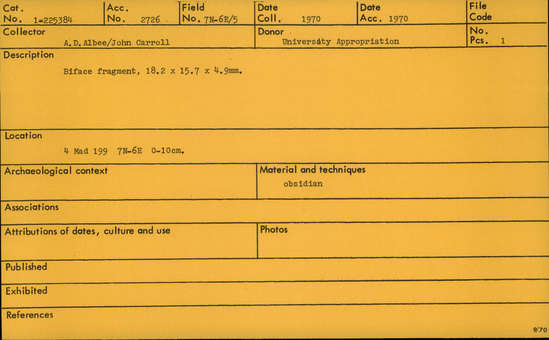 Cat. No. 1-225384 Acc. No. 2726 Field No. 7N-6E/5 Date Coll. 1970 Date Acc. 1970 File Code
Collector A.D.Albee/John Carroll Donor University Appropriation No. Pcs. 1
Description
Biface fragment, 18.2 x 15.7 x 4.9mm.
Location
4 Mad 199 7N-6E 0-10cm.
Archaeological context Material and techniques
obsidian
Associations
Attributions of dates, culture and use Photos
Published
Exhibited
References
9/70